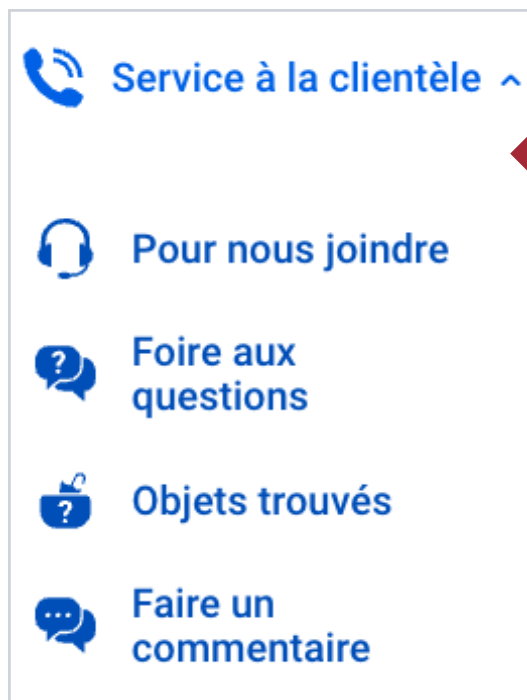 Service à la clientèle
Pour nous joindre
Foire aux
questions
Objets trouvés
Faire un
commentaire